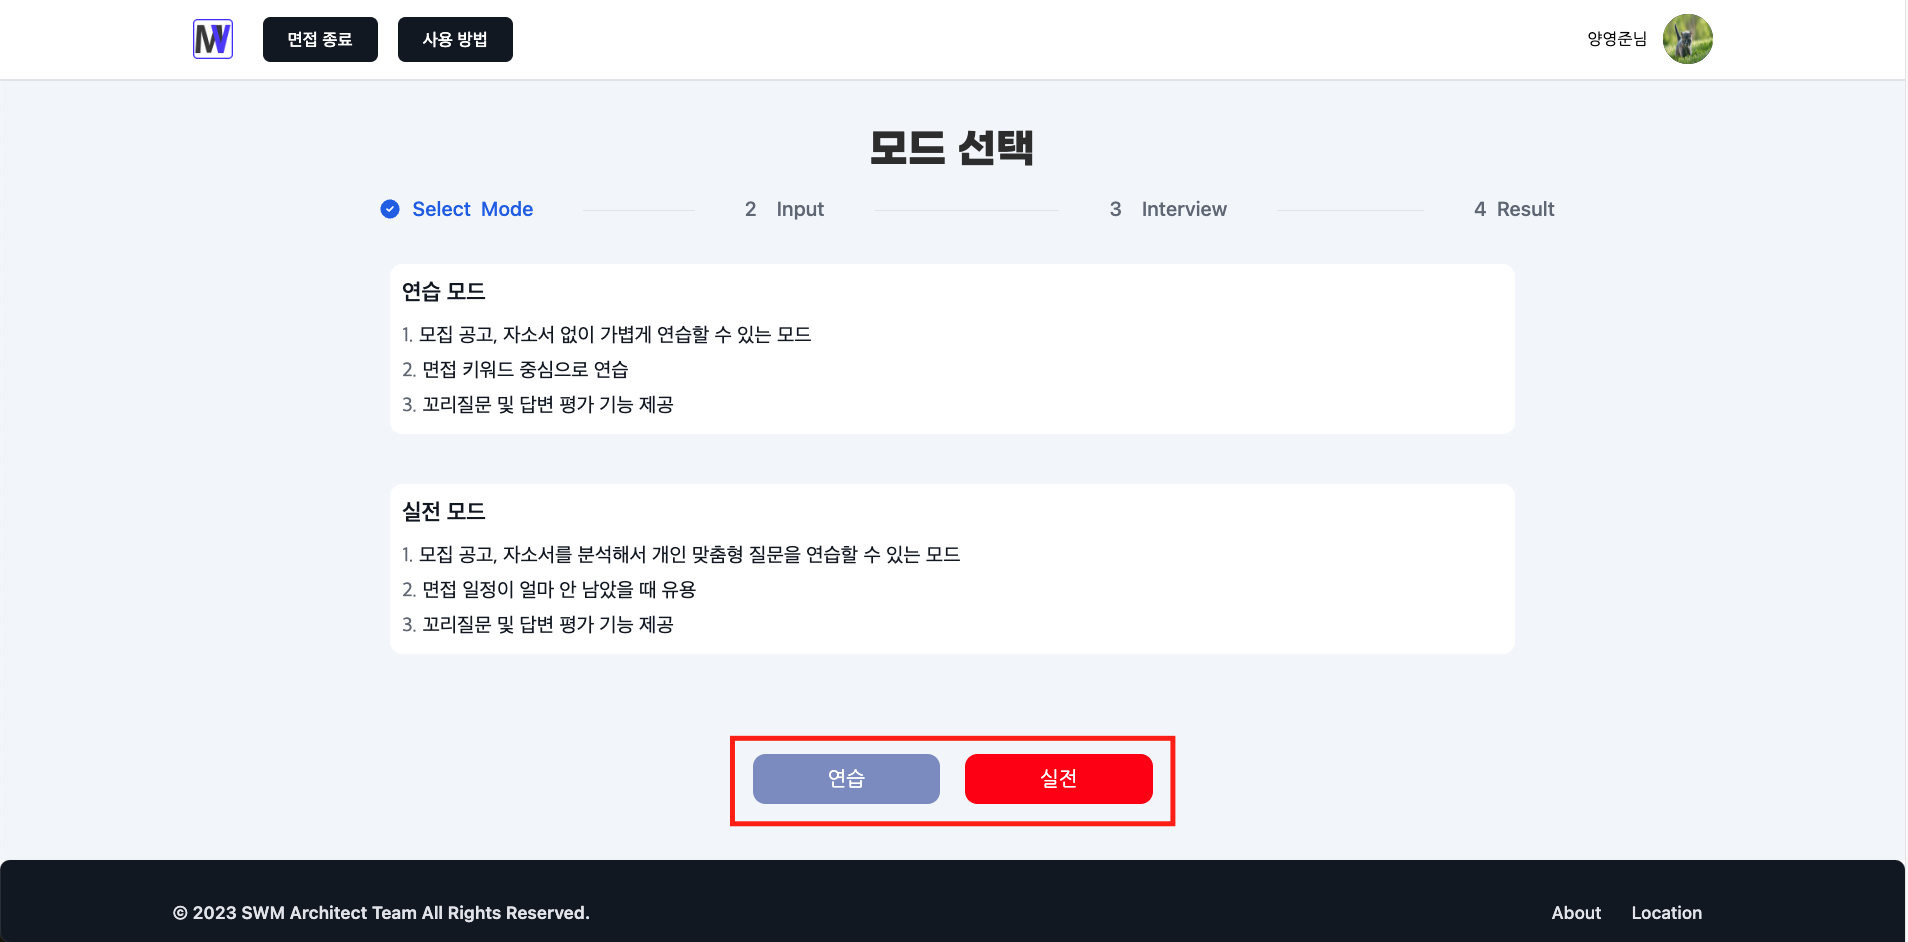 MV
면접 종료
사용 방법
양영준님
모드 선택
Select Mode
2 Input
3 Interview
4 Result
연습 모드
1. 모집 공고, 자소서 없이 가볍게 연습할 수 있는 모드
2. 면접 키워드 중심으로 연습
3. 꼬리질문 및 답변 평가 기능 제공
실전 모드
1. 모집 공고, 자소서를 분석해서 개인 맞춤형 질문을 연습할 수 있는 모드
2. 면접 일정이 얼마 안 남았을 때 유용
3. 꼬리질문 및 답변 평가 기능 제공
연습
실전
© 2023 SWM Architect Team All Rights Reserved.
About
Location